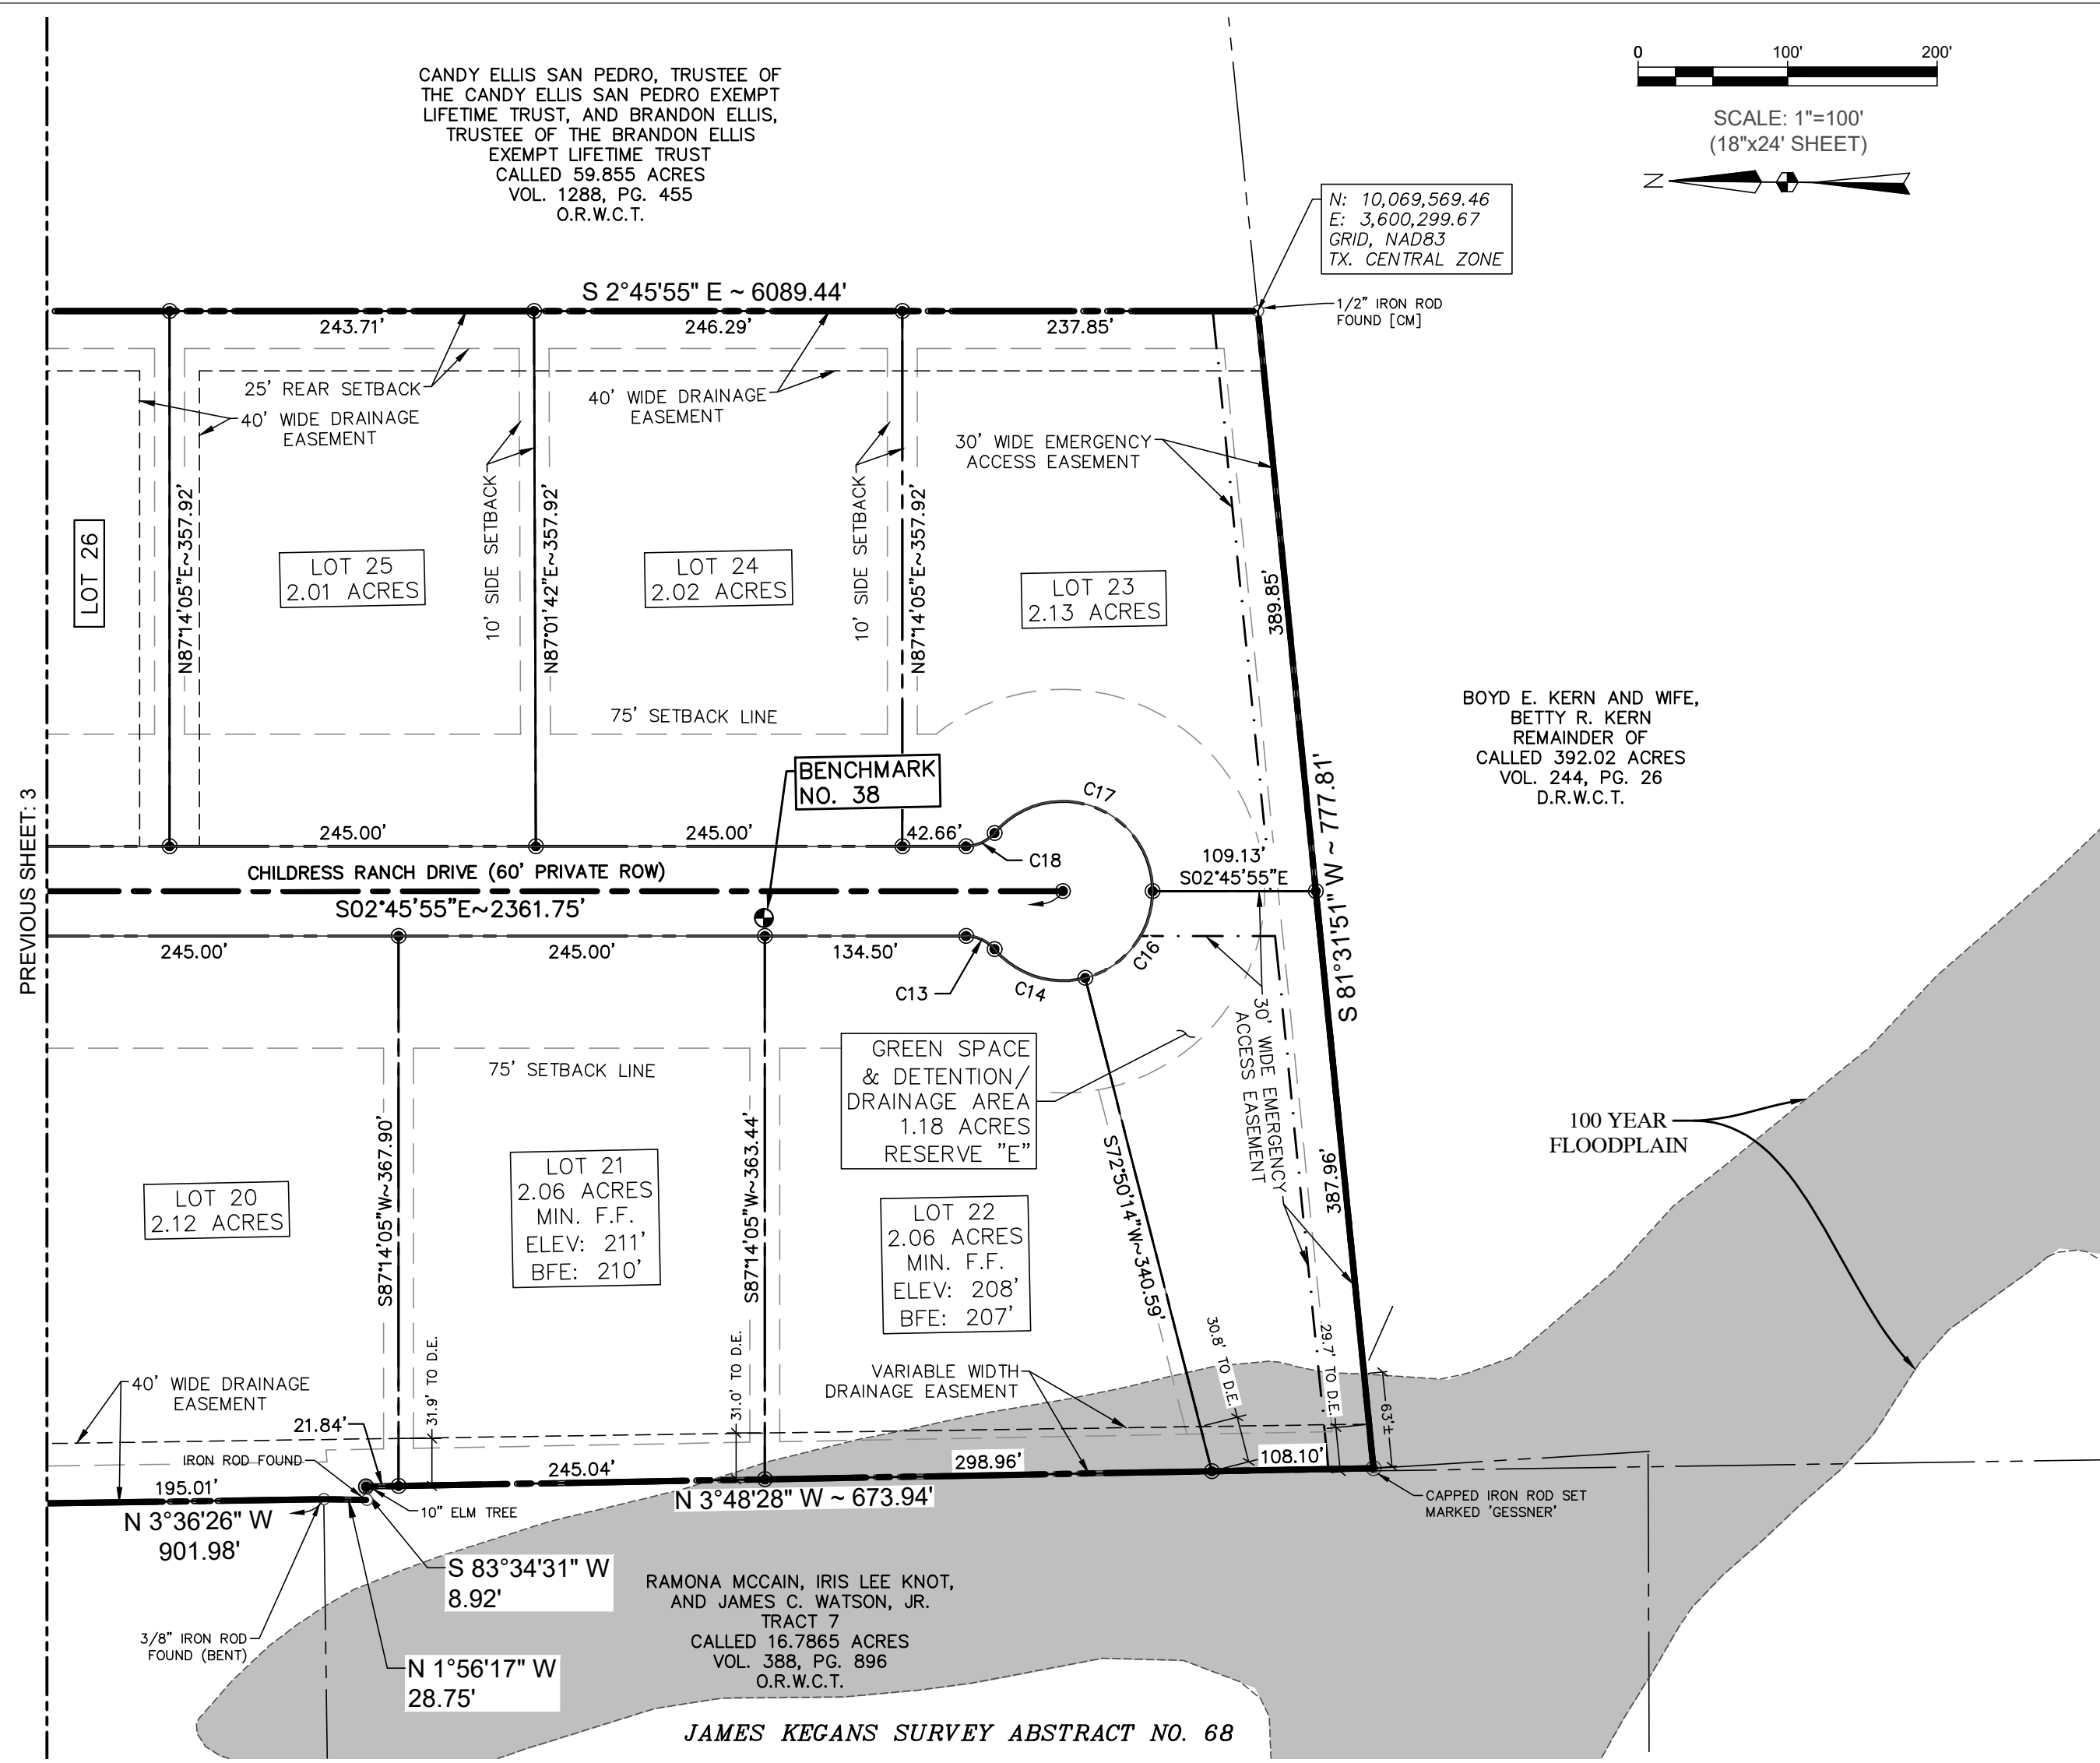 CANDY ELLIS SAN PEDRO, TRUSTEE OF
THE CANDY ELLIS SAN PEDRO EXEMPT
LIFETIME TRUST, AND BRANDON ELLIS,
TRUSTEE OF THE BRANDON ELLIS
EXEMPT LIFETIME TRUST
CALLED 59.855 ACRES
VOL. 1288, PG. 455
O.R.W.C.T.
0 100' 200'
SCALE: 1"=100'
(18"x24' SHEET)
N
N: 10,069,569.46
E: 3,600,299.67
GRID, NAD83
TX. CENTRAL ZONE
1/2" IRON ROD
FOUND [CM]
S 2°45'55" E ~ 6089.44'
243.71'
246.29'
237.85'
25' REAR SETBACK
40' WIDE DRAINAGE
EASEMENT
40' WIDE DRAINAGE
EASEMENT
30' WIDE EMERGENCY
ACCESS EASEMENT
LOT 26
N87°14'05"E~357.92'
LOT 25
2.01 ACRES
10' SIDE SETBACK
N87°01'42"E~357.92'
LOT 24
2.02 ACRES
10' SIDE SETBACK
N87°14'05"E~357.92'
LOT 23
2.13 ACRES
389.85'
75' SETBACK LINE
BOYD E. KERN AND WIFE,
BETTY R. KERN
REMAINDER OF
CALLED 392.02 ACRES
VOL. 244, PG. 26
D.R.W.C.T.
BENCHMARK
NO. 38
PREVIOUS SHEET: 3
245.00'
245.00'
42.66'
C17
C18
CHILDRESS RANCH DRIVE (60' PRIVATE ROW)
S02°45'55"E~2361.75'
109.13'
S02°45'55"E
S 81°31'51" W ~ 777.81'
245.00'
245.00'
134.50'
C13
C14
C16
30' WIDE EMERGENCY
ACCESS EASEMENT
75' SETBACK LINE
GREEN SPACE
& DETENTION/
DRAINAGE AREA
1.18 ACRES
RESERVE "E"
100 YEAR
FLOODPLAIN
LOT 20
2.12 ACRES
S87°14'05"W~367.90'
LOT 21
2.06 ACRES
MIN. F.F.
ELEV: 211'
BFE: 210'
S87°14'05"W~363.44'
LOT 22
2.06 ACRES
MIN. F.F.
ELEV: 208'
BFE: 207'
S72°50'14"W~340.59'
387.96'
31.9' TO D.E.
31.0' TO D.E.
30.8' TO D.E.
29.7' TO D.E.
63'±
VARIABLE WIDTH
DRAINAGE EASEMENT
40' WIDE DRAINAGE
EASEMENT
21.84'
IRON ROD FOUND
195.01'
245.04'
298.96'
108.10'
10" ELM TREE
N 3°48'28" W ~ 673.94'
CAPPED IRON ROD SET
MARKED 'GESSNER'
N 3°36'26" W
901.98'
S 83°34'31" W
8.92'
3/8" IRON ROD
FOUND (BENT)
N 1°56'17" W
28.75'
RAMONA MCCAIN, IRIS LEE KNOT,
AND JAMES C. WATSON, JR.
TRACT 7
CALLED 16.7865 ACRES
VOL. 388, PG. 896
O.R.W.C.T.
JAMES KEGANS SURVEY ABSTRACT NO. 68